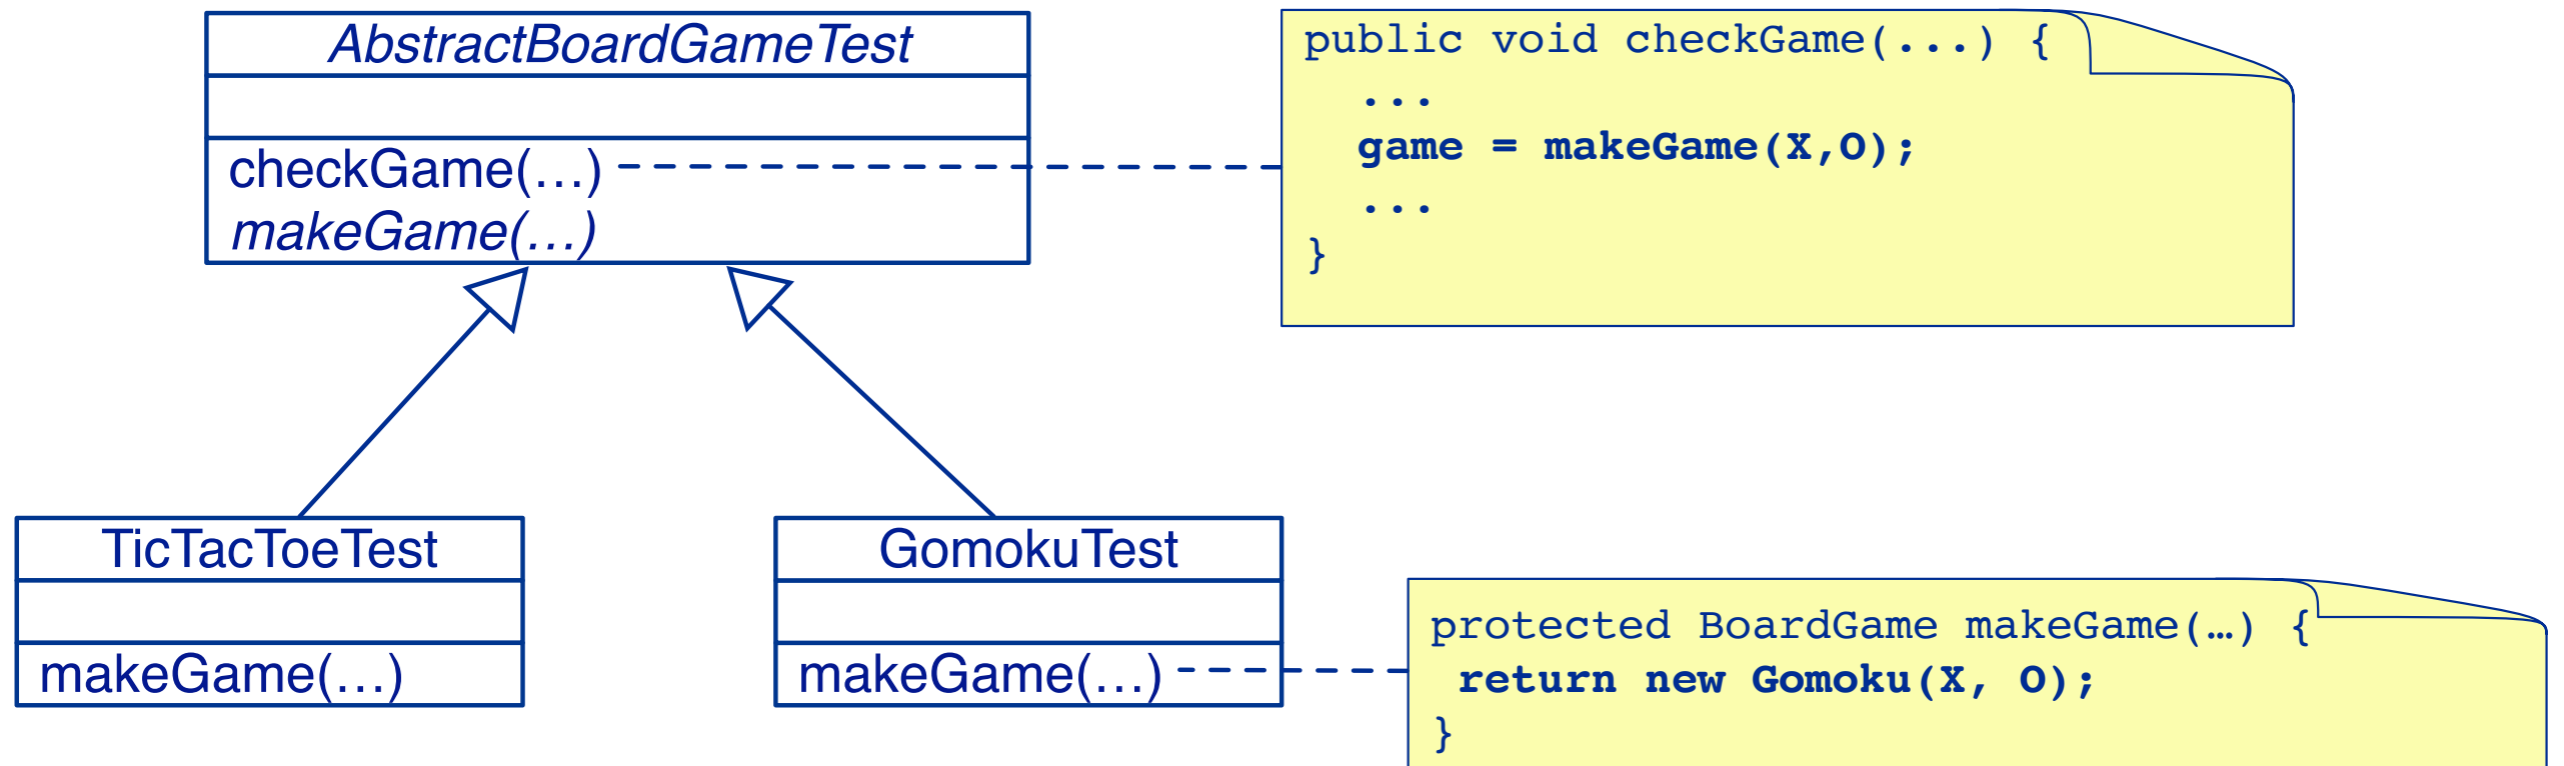 AbstractBoardGameTest
checkGame(…)
makeGame(…)
public void checkGame(...) {
...
game = makeGame(X,O);
...
}
TicTacToeTest
makeGame(…)
GomokuTest
makeGame(…)
protected BoardGame makeGame(…) {
return new Gomoku(X, O);
}